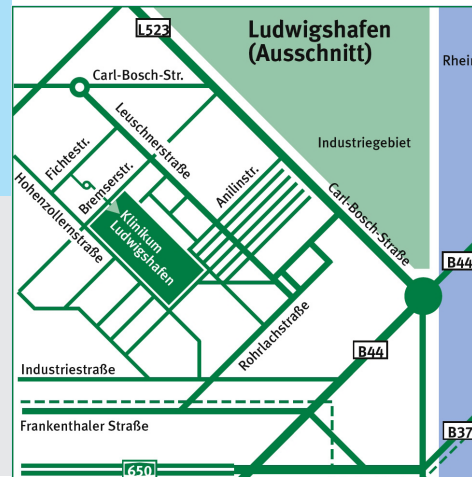 L523
Ludwigshafen
(Ausschnitt)
Rhein
Carl-Bosch-Str.
Leuschnerstraße
Industriegebiet
Fichtestr.
Bremserstr.
Anilinstr.
Hohenzollernstraße
Carl-Bosch-Straße
Klinikum
Ludwigshafen
B44
Rohrlachstraße
B44
Industriestraße
Frankenthaler Straße
B37
650